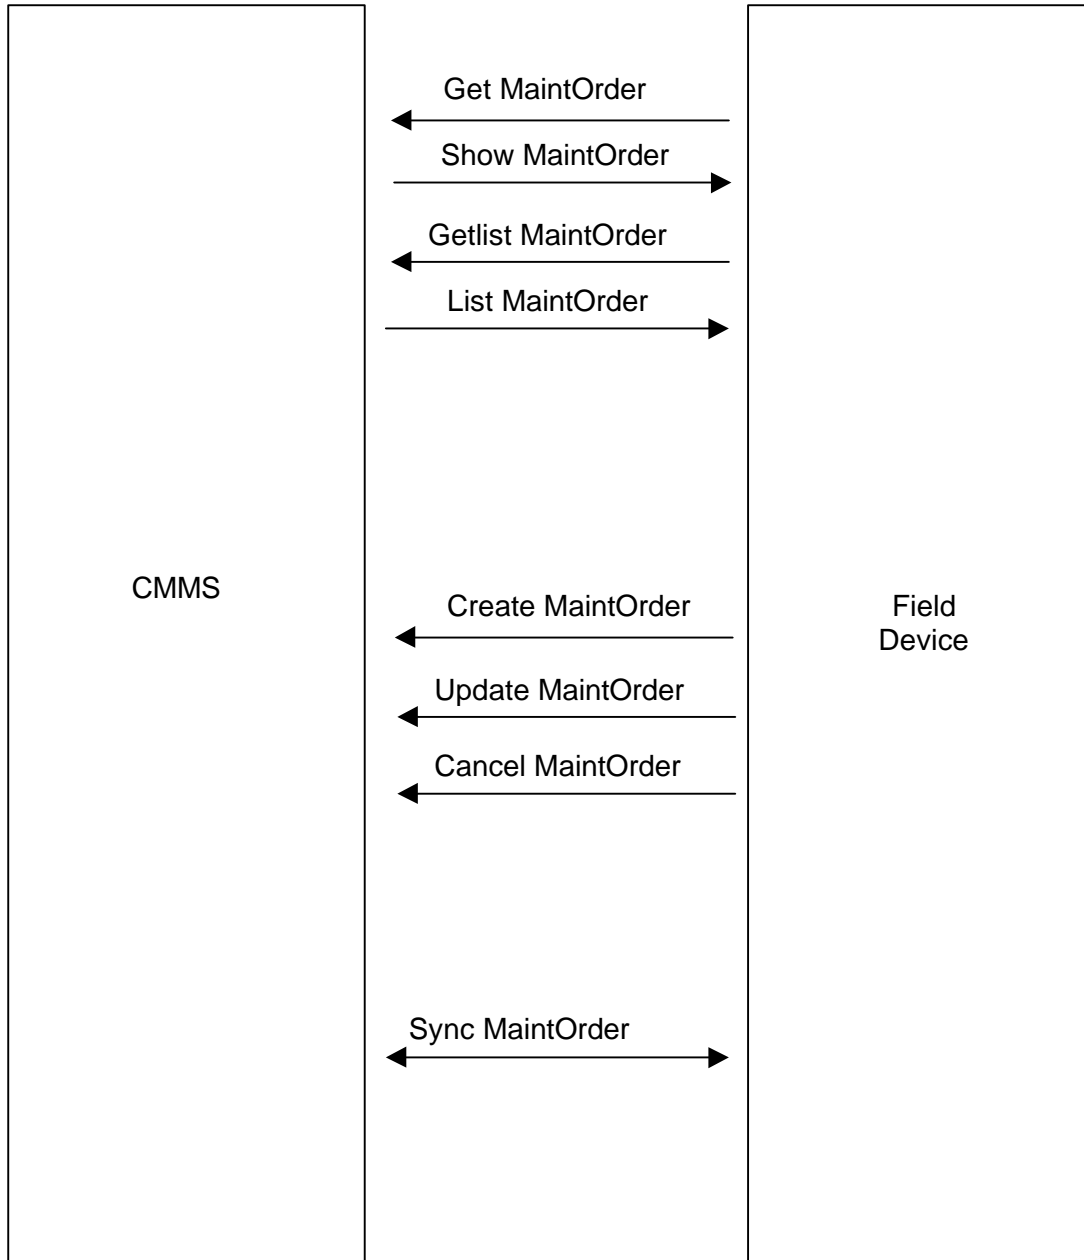 Get MaintOrder
Show MaintOrder
Getlist MaintOrder
List MaintOrder
CMMS
Create MaintOrder
Field
Device
Update MaintOrder
Cancel MaintOrder
Sync MaintOrder